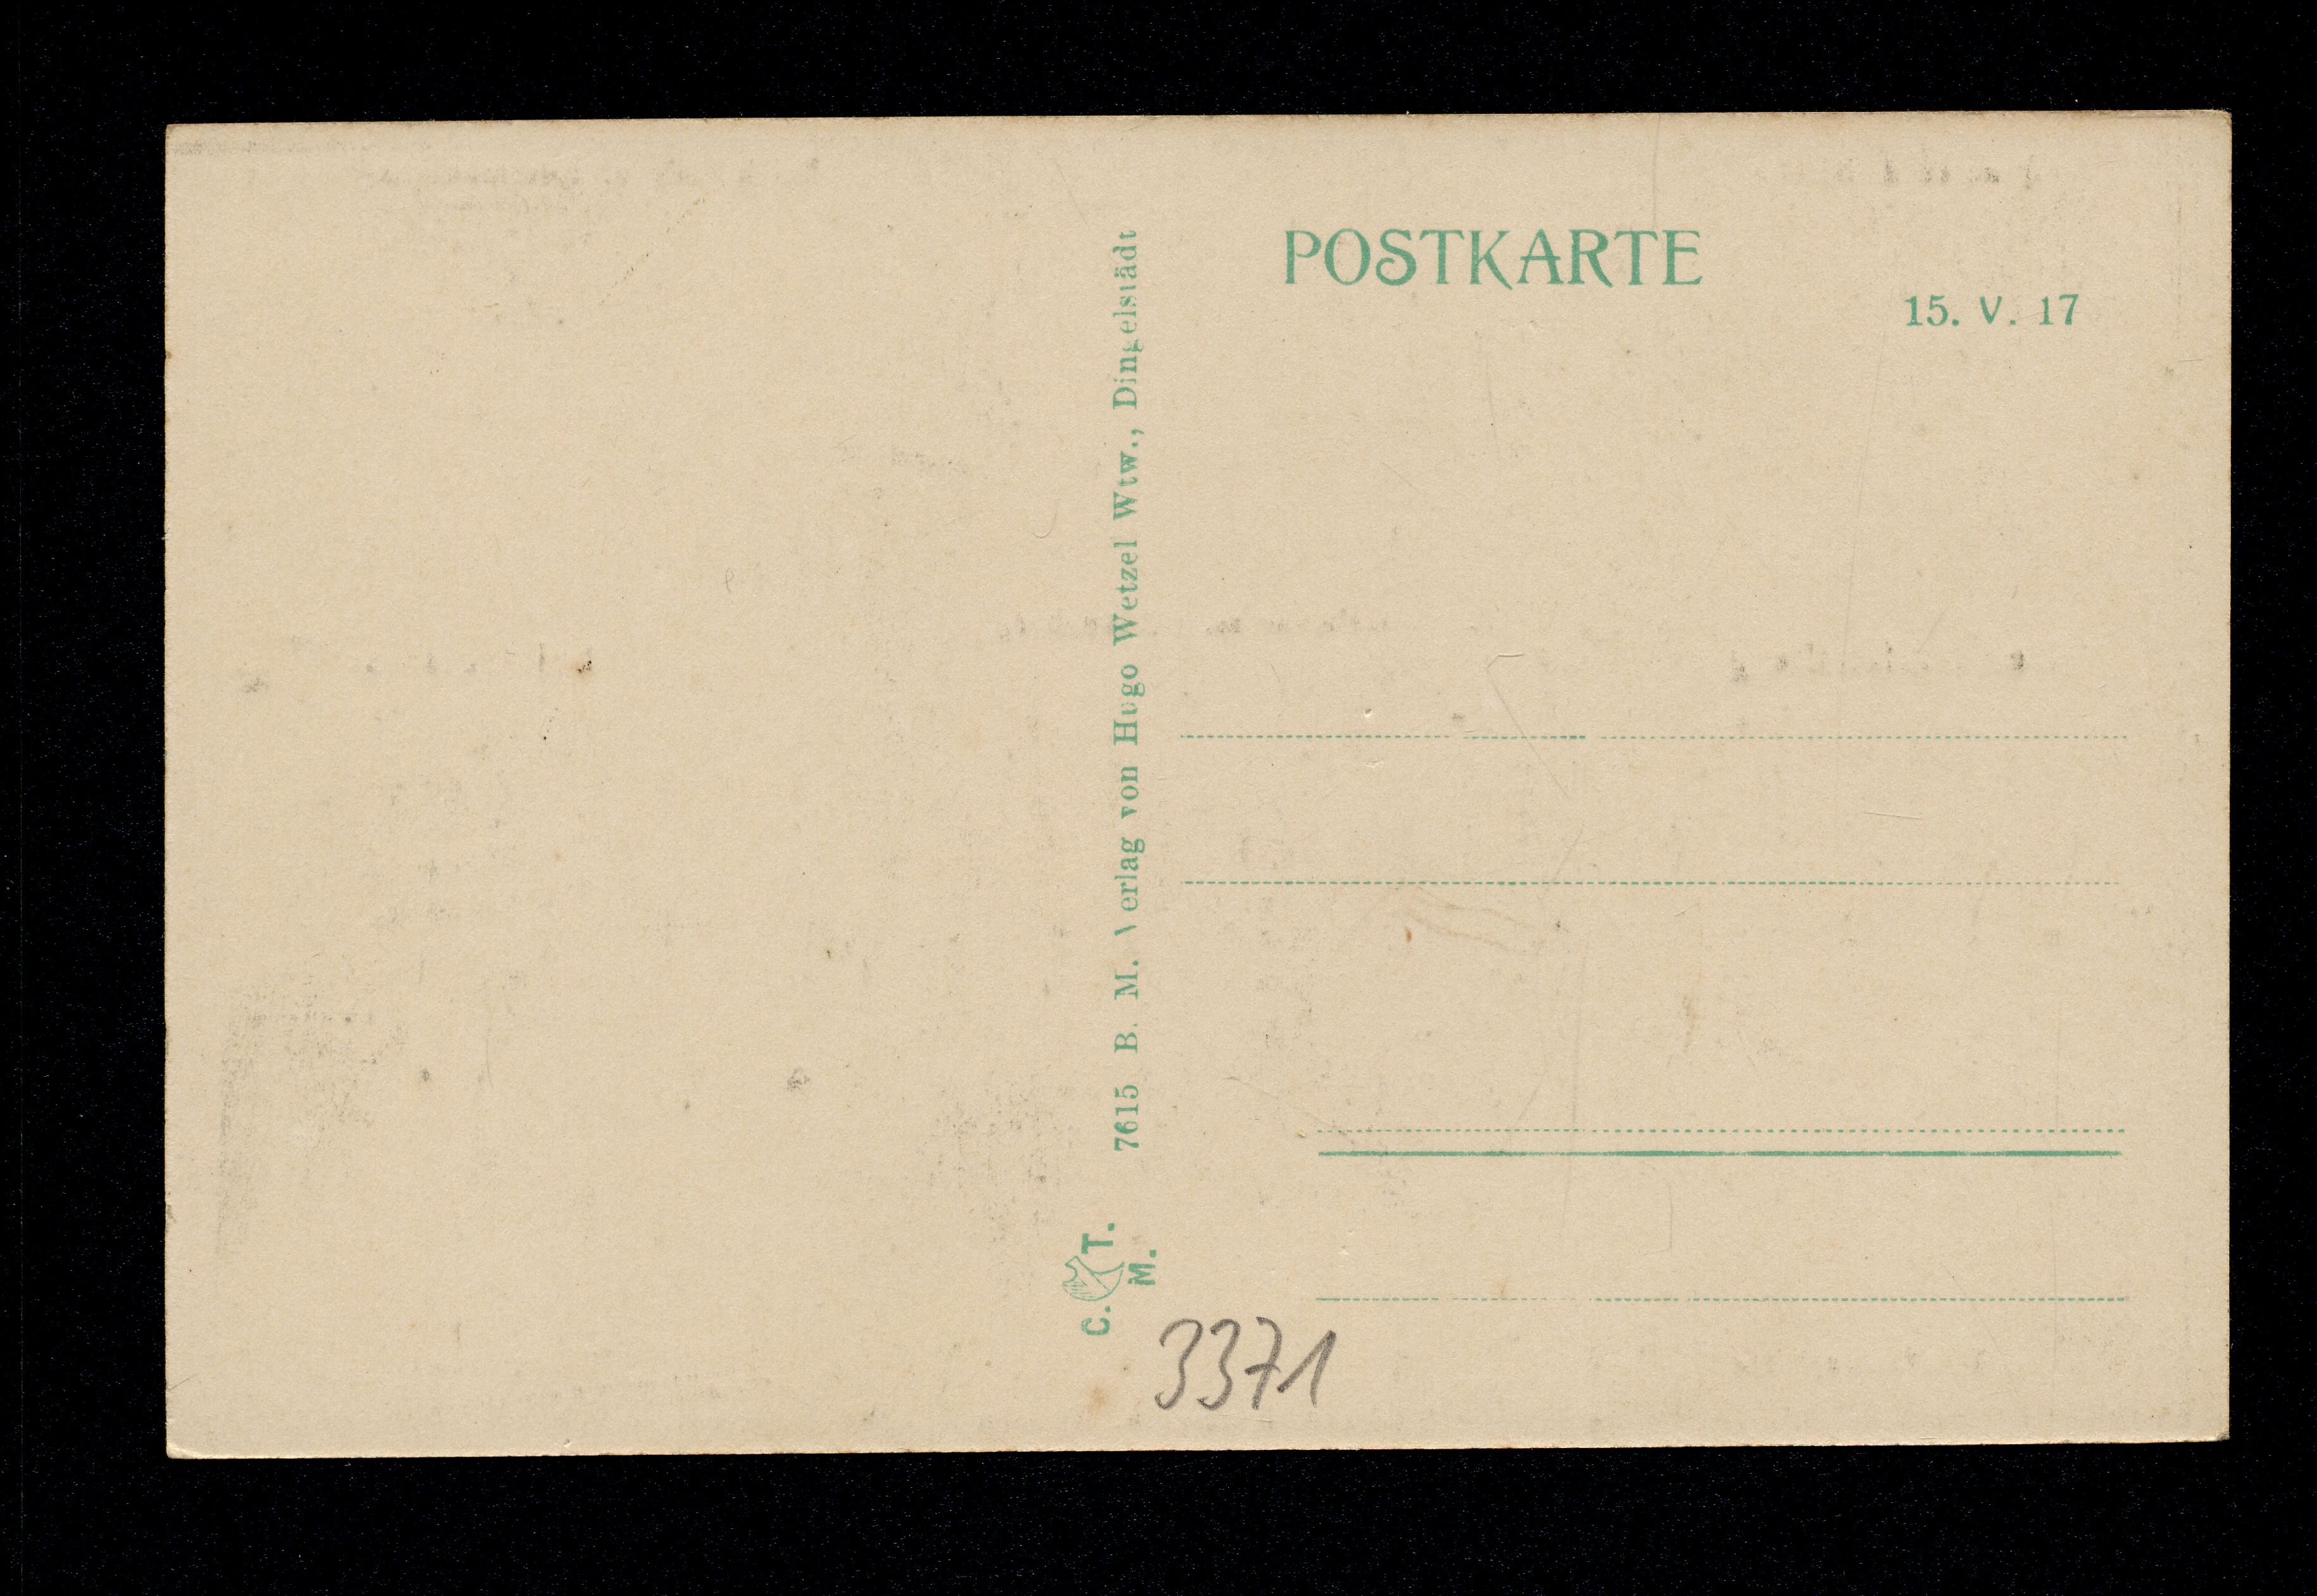 POSTKARTE
15. V. 17
7615 B. M. Verlag von Hugo Wetzel Wtw., Dingelstädt
C. T.
M.
3371